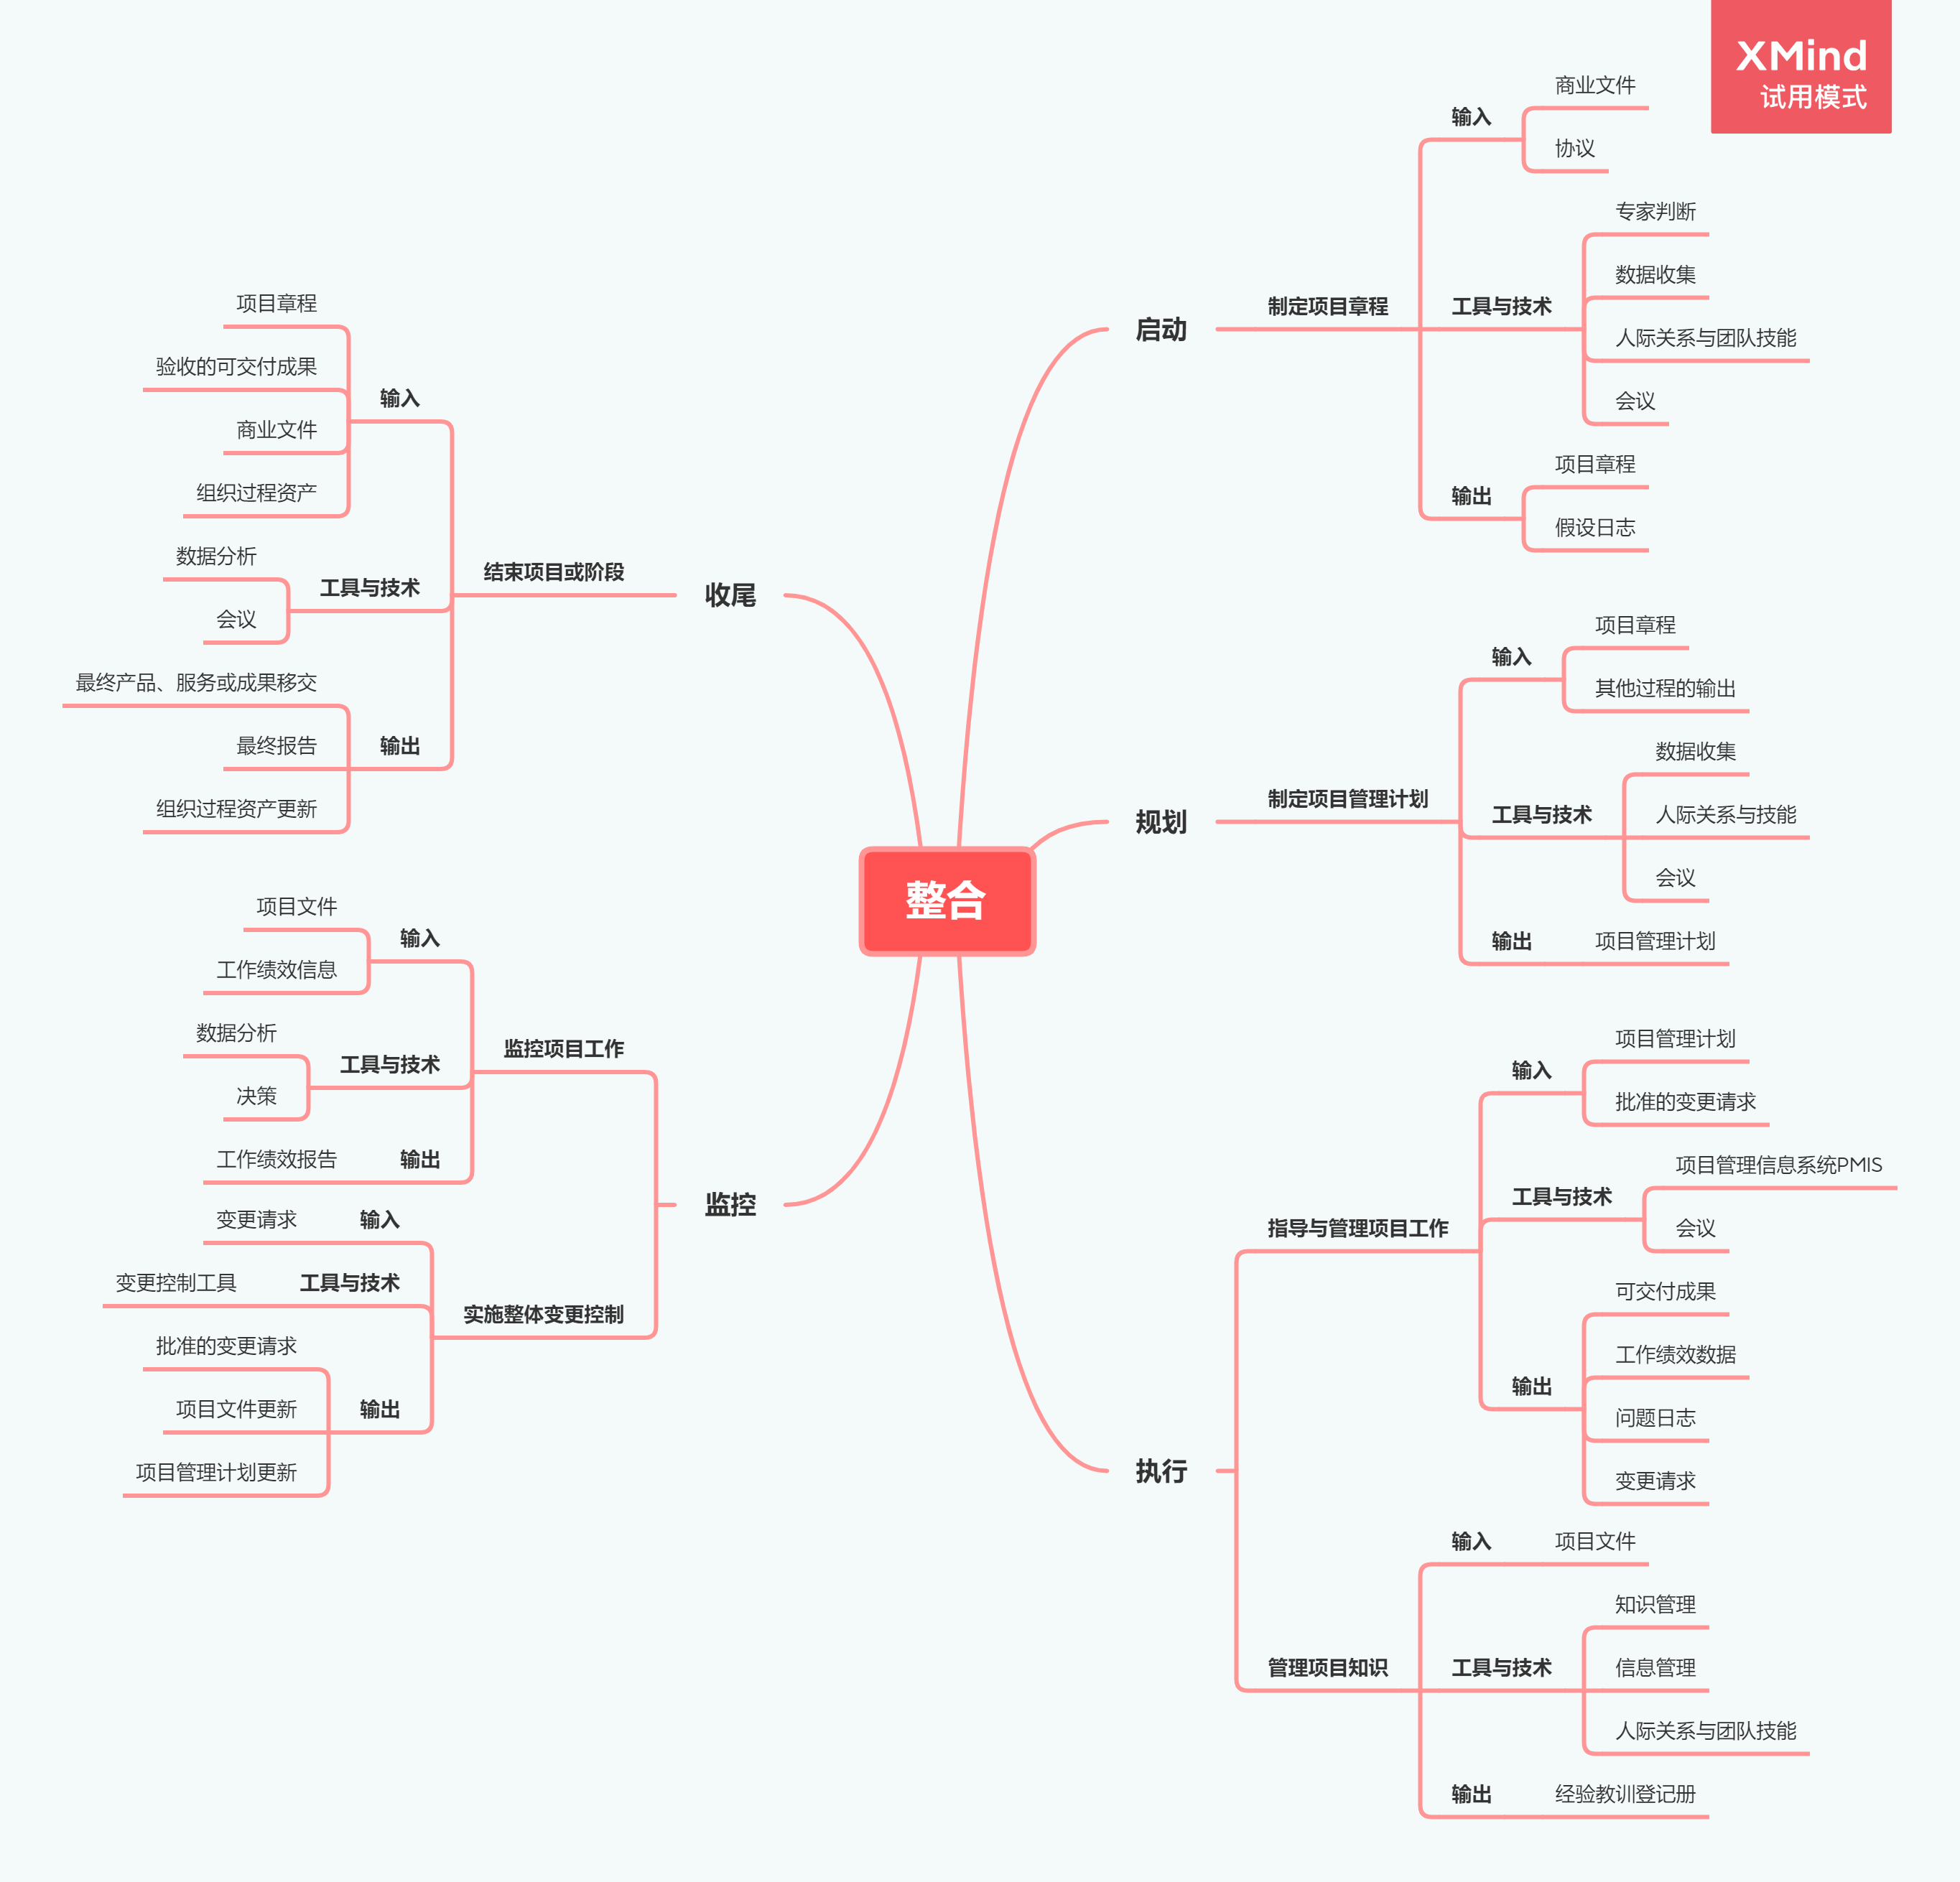 XMind
试用模式
整合
启动
制定项目章程
输入
商业文件
协议
工具与技术
专家判断
数据收集
人际关系与团队技能
会议
输出
项目章程
假设日志
规划
制定项目管理计划
输入
项目章程
其他过程的输出
工具与技术
数据收集
人际关系与技能
会议
输出
项目管理计划
执行
指导与管理项目工作
输入
项目管理计划
批准的变更请求
工具与技术
项目管理信息系统PMIS
会议
输出
可交付成果
工作绩效数据
问题日志
变更请求
管理项目知识
输入
项目文件
工具与技术
知识管理
信息管理
人际关系与团队技能
输出
经验教训登记册
监控
监控项目工作
输入
项目文件
工作绩效信息
工具与技术
数据分析
决策
输出
工作绩效报告
实施整体变更控制
输入
变更请求
工具与技术
变更控制工具
输出
批准的变更请求
项目文件更新
项目管理计划更新
收尾
结束项目或阶段
输入
项目章程
验收的可交付成果
商业文件
组织过程资产
工具与技术
数据分析
会议
输出
最终产品、服务或成果移交
最终报告
组织过程资产更新